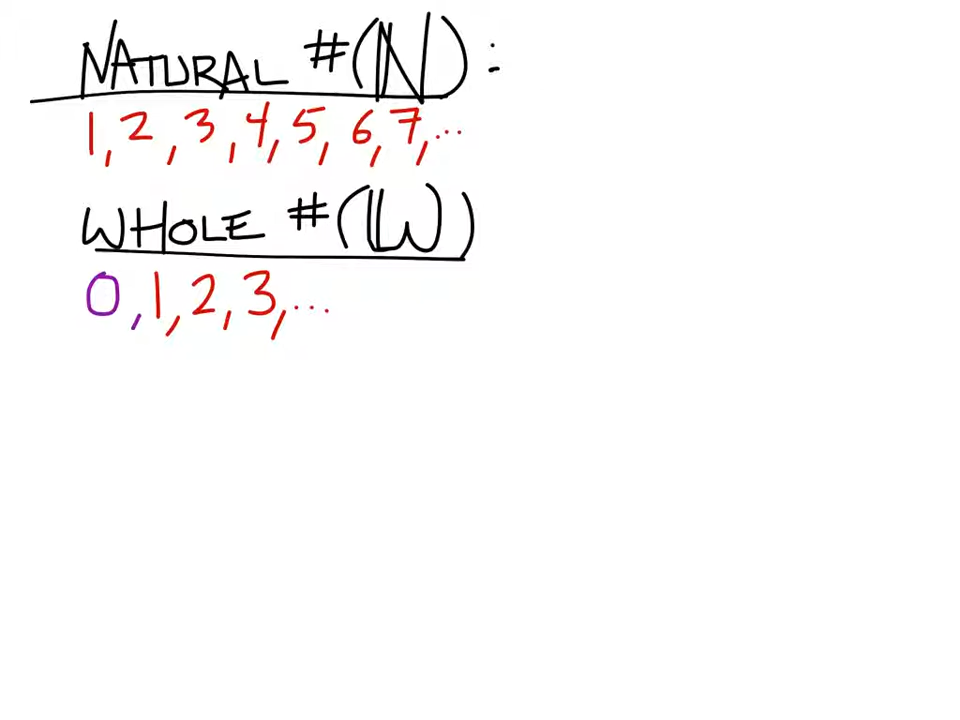 NATURAL #(ℕ):
1, 2, 3, 4, 5, 6, 7, ...
WHOLE #(𝕎)
0, 1, 2, 3, ...